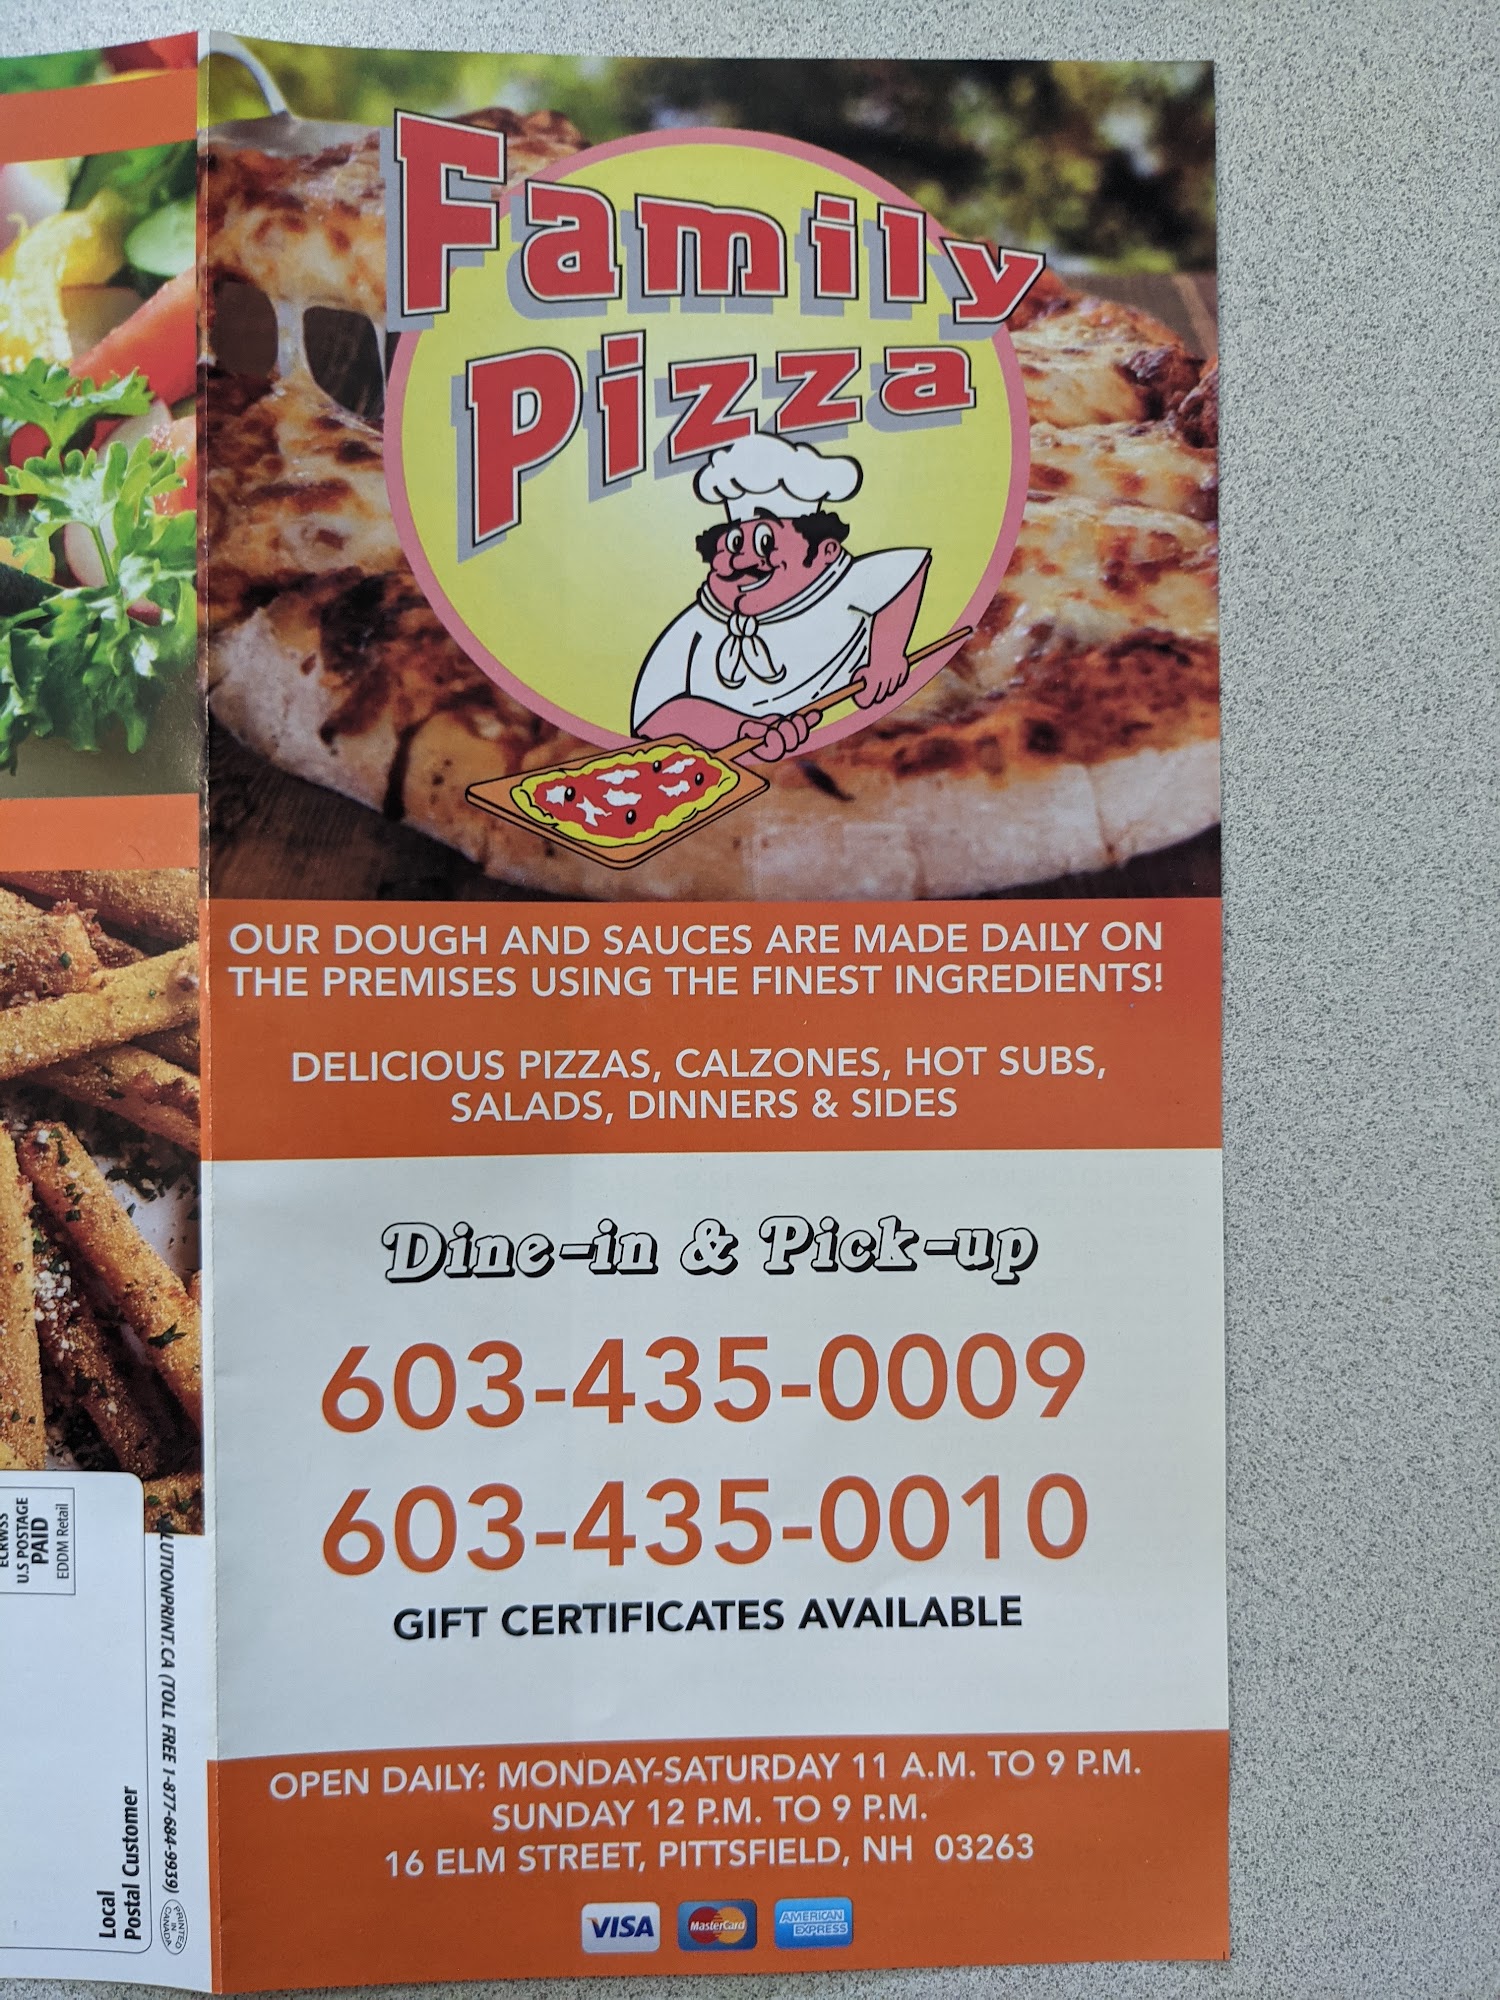 Family
Pizza
OUR DOUGH AND SAUCES ARE MADE DAILY ON
THE PREMISES USING THE FINEST INGREDIENTS!
DELICIOUS PIZZAS, CALZONES, HOT SUBS,
SALADS, DINNERS & SIDES
Dine-in & Pick-up
603-435-0009
603-435-0010
GIFT CERTIFICATES AVAILABLE
OPEN DAILY: MONDAY-SATURDAY 11 A.M. TO 9 P.M.
SUNDAY 12 P.M. TO 9 P.M.
16 ELM STREET, PITTSFIELD, NH 03263
VISA
MasterCard
AMERICAN
EXPRESS
ECRWSS
U.S POSTAGE
PAID
EDDM Retail
Local
Postal Customer
(TOLL FREE 1-877-684-9939)
PRINTED
IN
CANADA